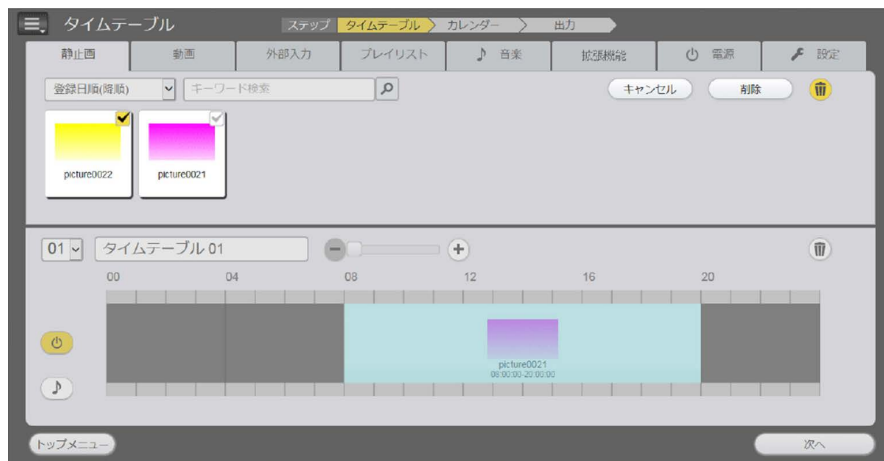 タイムテーブル ステップ タイムテーブル カレンダー 出力
静止画 動画 外部入力 プレイリスト 音楽 拡張機能 電源 設定
登録日順(降順) キーワード検索 キャンセル 削除
picture0022 picture0021
01 タイムテーブル 01
00 04 08 12 16 20
picture0021
08:00:00-20:00:00
トップメニュー 次へ